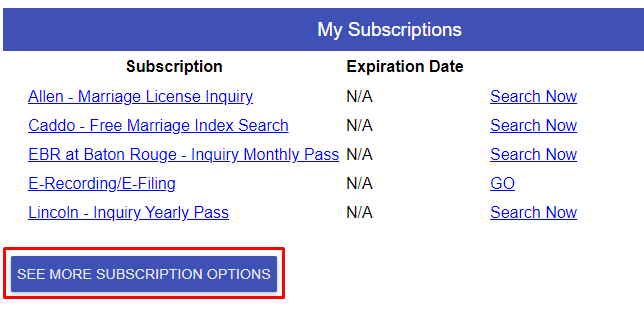 My Subscriptions
Subscription Expiration Date
Allen - Marriage License Inquiry N/A Search Now
Caddo - Free Marriage Index Search N/A Search Now
EBR at Baton Rouge - Inquiry Monthly Pass N/A Search Now
E-Recording/E-Filing N/A GO
Lincoln - Inquiry Yearly Pass N/A Search Now
SEE MORE SUBSCRIPTION OPTIONS